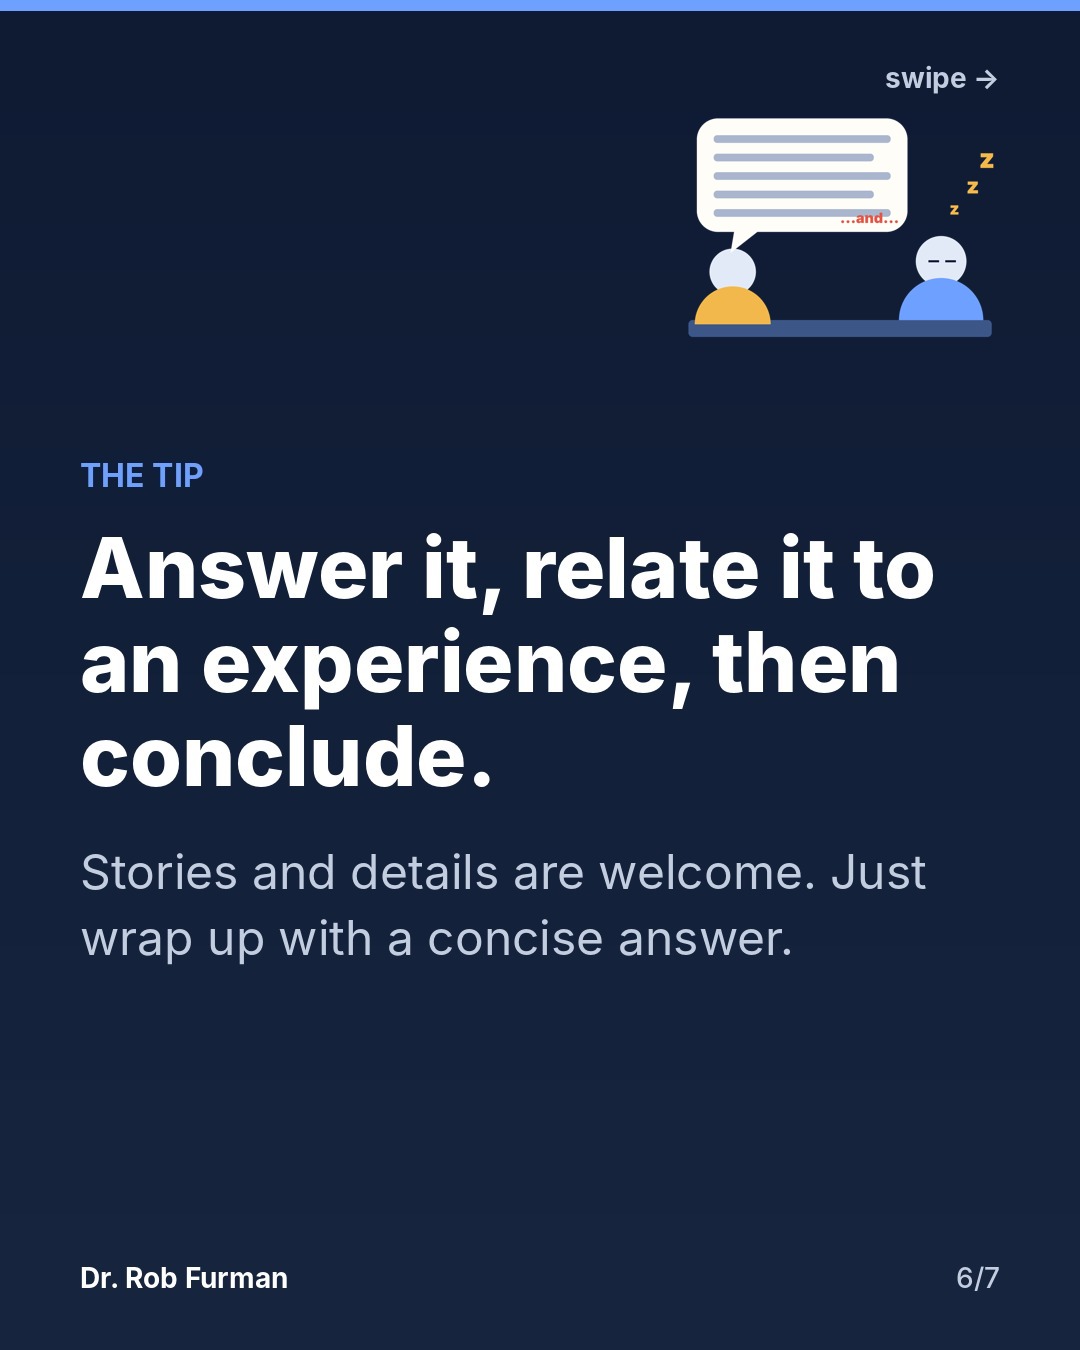 swipe →
...and...
z
z
z
THE TIP
Answer it, relate it to
an experience, then
conclude.
Stories and details are welcome. Just
wrap up with a concise answer.
Dr. Rob Furman
6/7